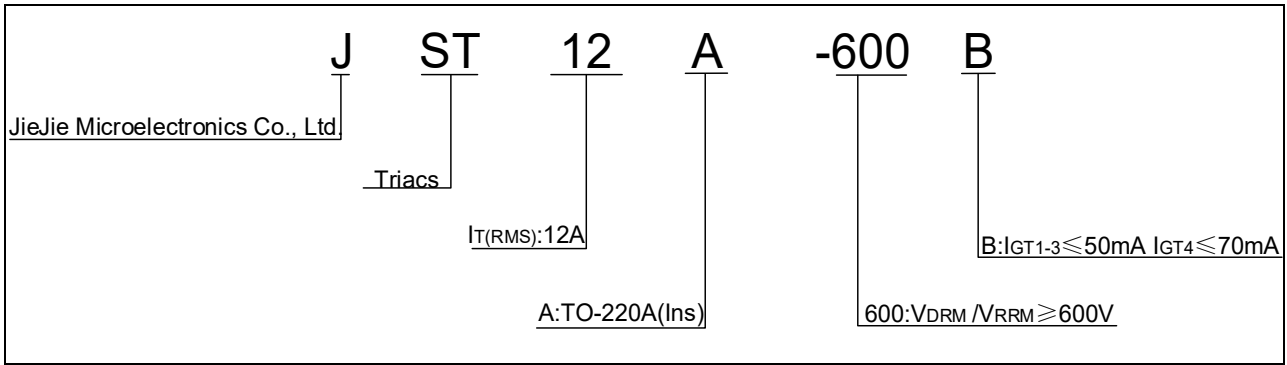 J ST 12 A -600 B
JieJie Microelectronics Co., Ltd.
Triacs
IT(RMS):12A
B:IGT1-3≤50mA IGT4≤70mA
A:TO-220A(Ins)
600:VDRM /VRRM≥600V